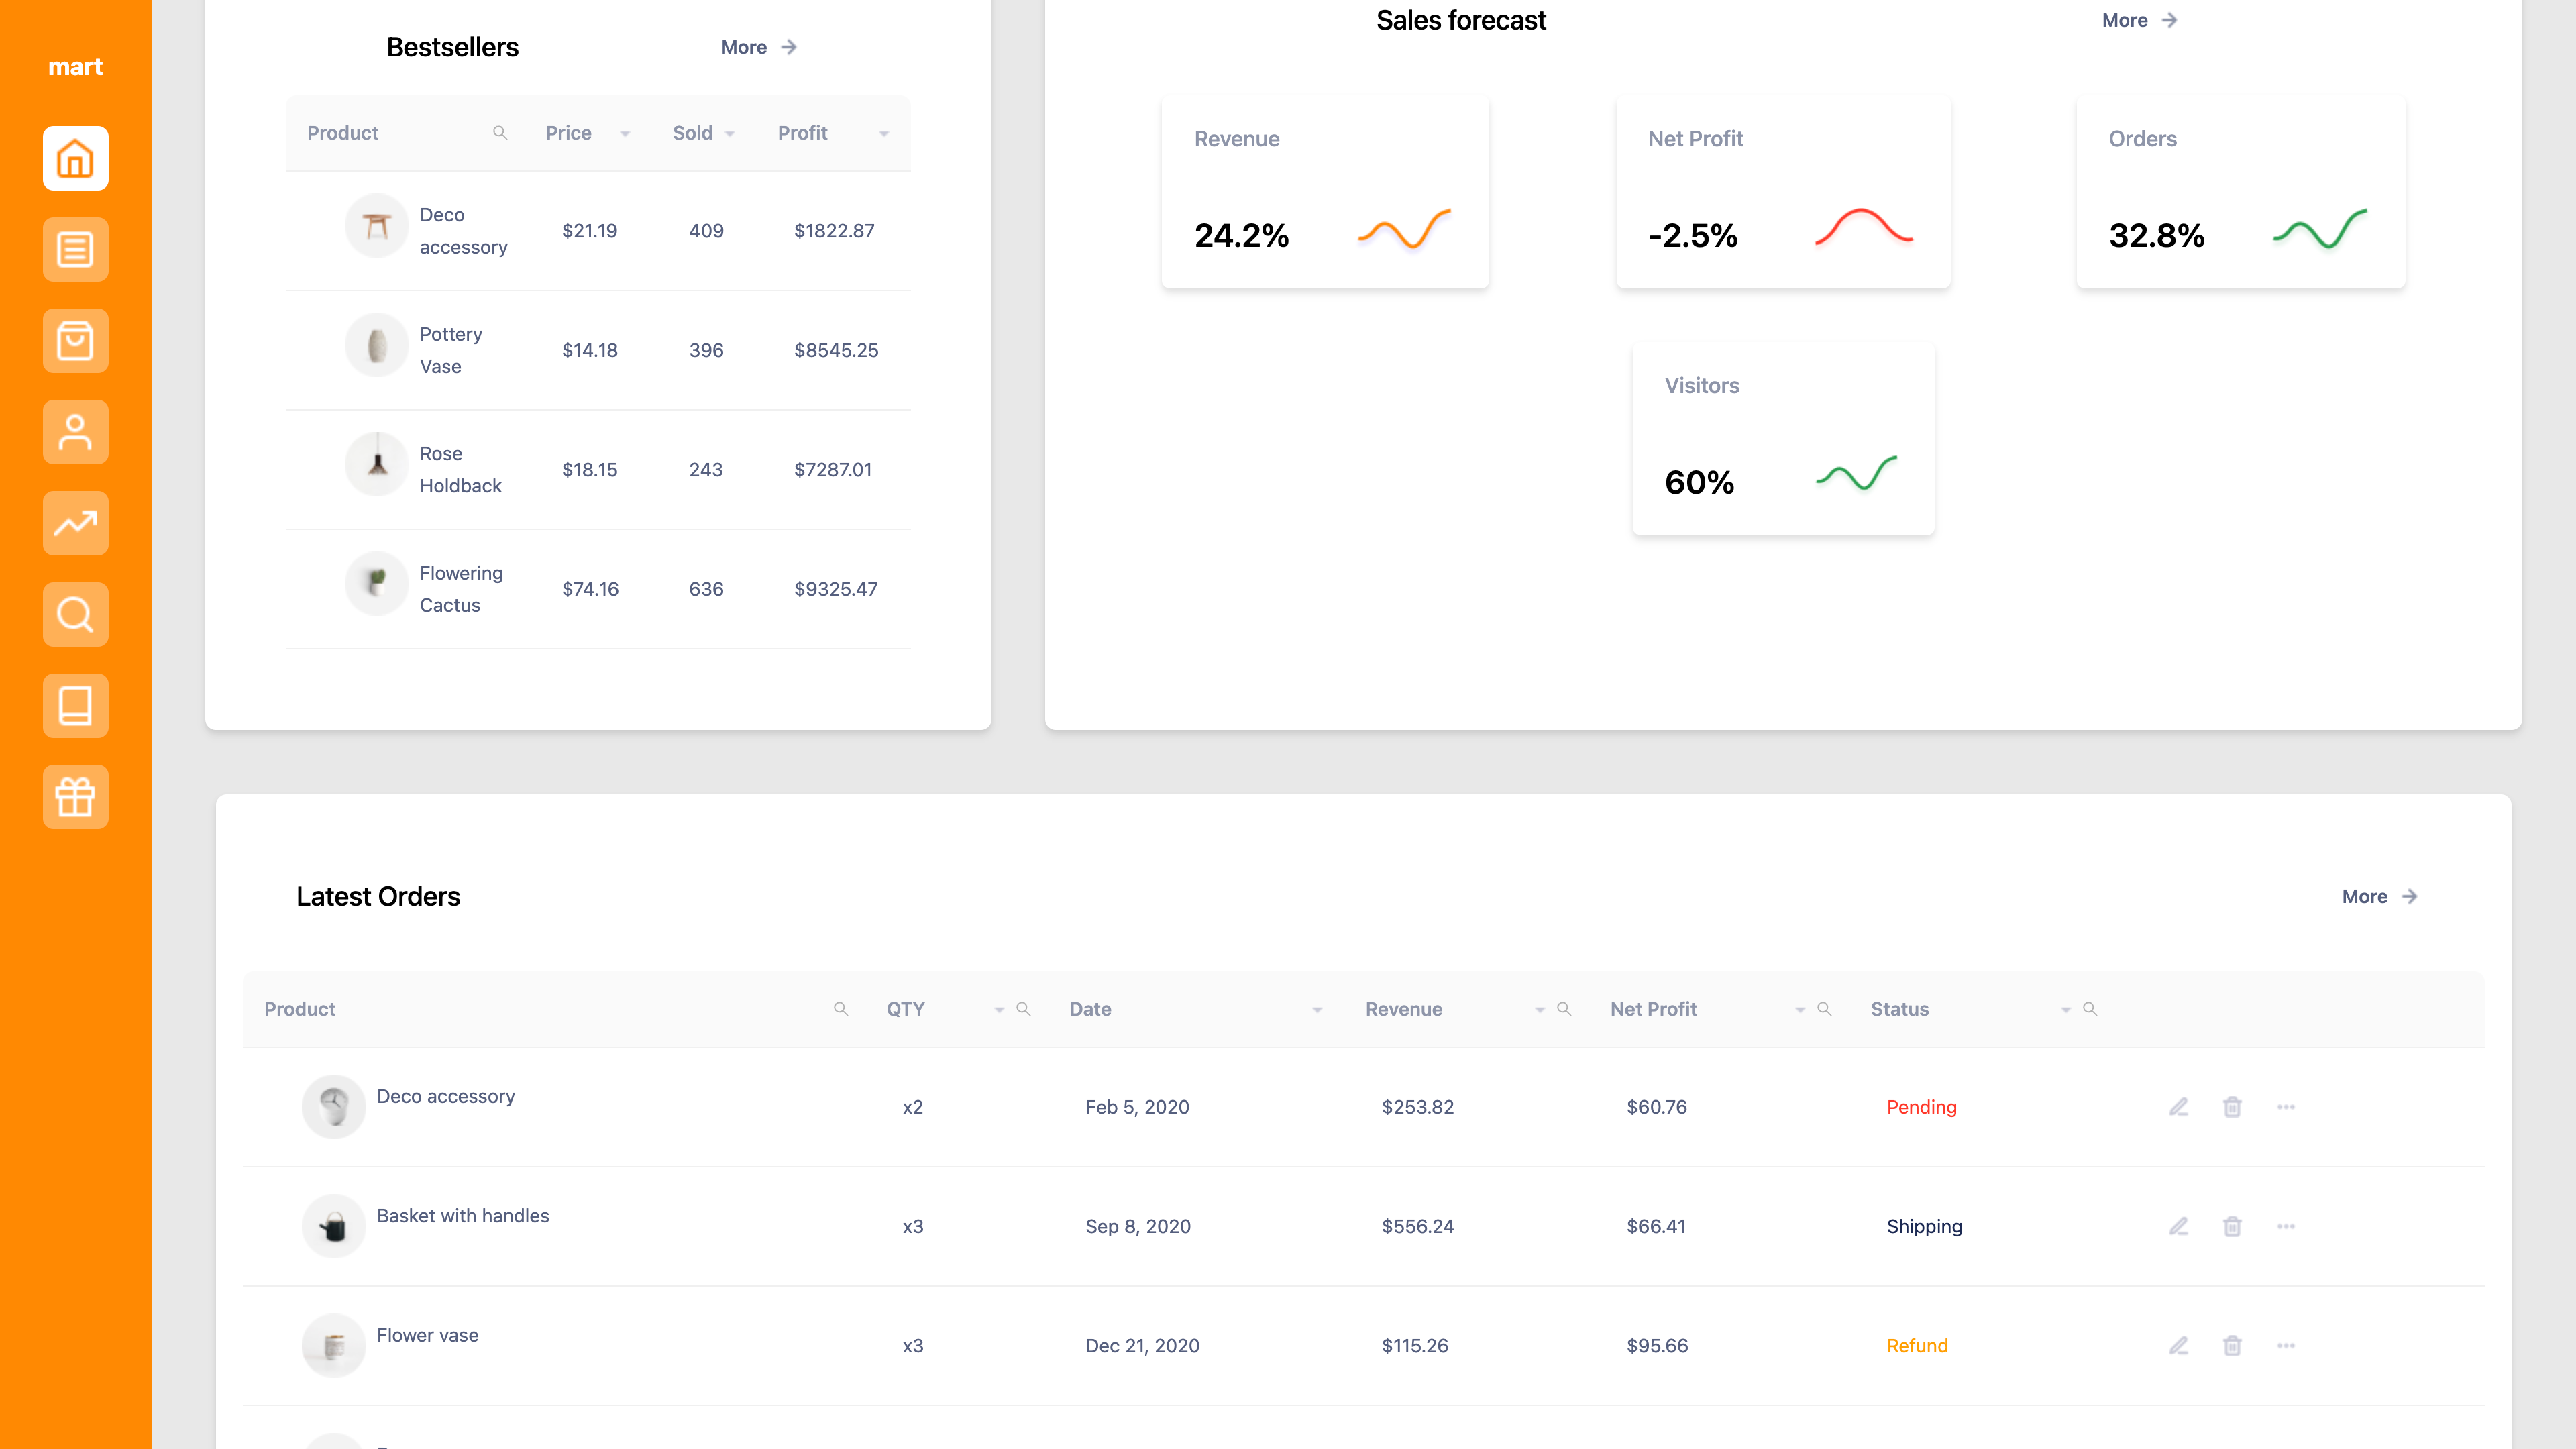 mart
Bestsellers
More
Product
Price
Sold
Profit
Deco
accessory
$21.19
409
$1822.87
Pottery
Vase
$14.18
396
$8545.25
Rose
Holdback
$18.15
243
$7287.01
Flowering
Cactus
$74.16
636
$9325.47
Sales forecast
More
Revenue
24.2%
Net Profit
-2.5%
Orders
32.8%
Visitors
60%
Latest Orders
More
Product
QTY
Date
Revenue
Net Profit
Status
Deco accessory
x2
Feb 5, 2020
$253.82
$60.76
Pending
Basket with handles
x3
Sep 8, 2020
$556.24
$66.41
Shipping
Flower vase
x3
Dec 21, 2020
$115.26
$95.66
Refund